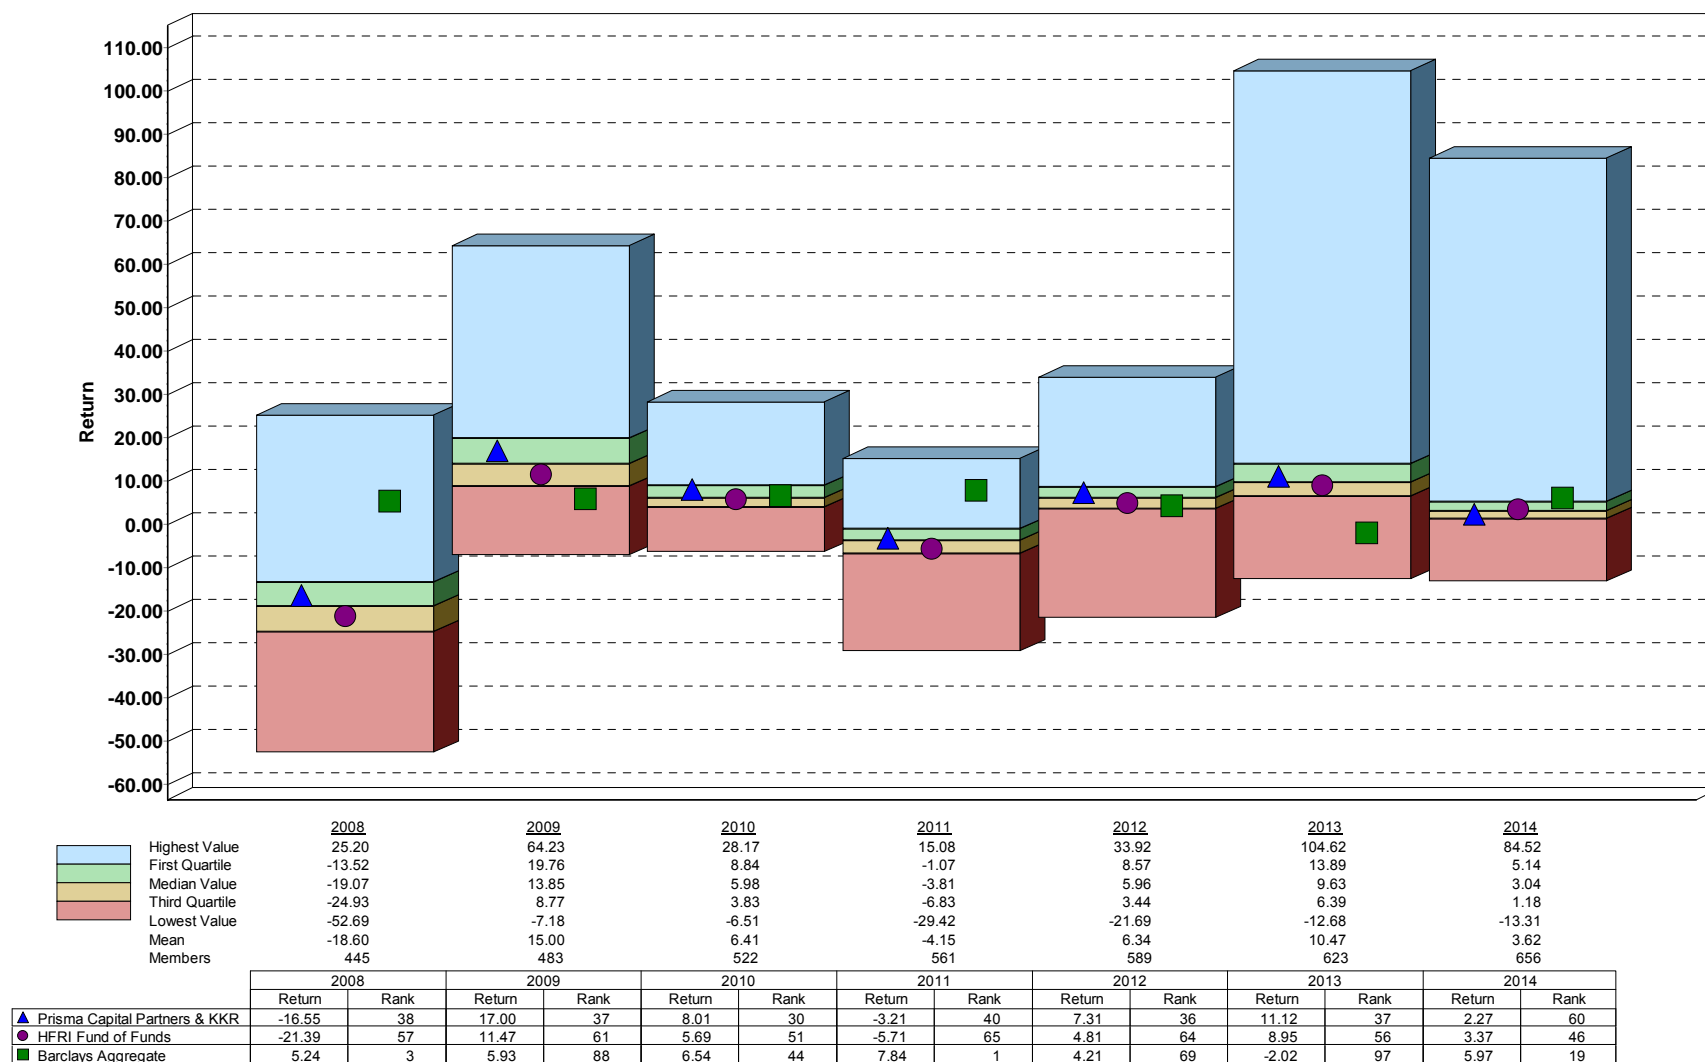 110.00
100.00
90.00
80.00
70.00
60.00
50.00
40.00
30.00
20.00
10.00
0.00
-10.00
-20.00
-30.00
-40.00
-50.00
-60.00
Return
2008 2009 2010 2011 2012 2013 2014
Highest Value 25.20 64.23 28.17 15.08 33.92 104.62 84.52
First Quartile -13.52 19.76 8.84 -1.07 8.57 13.89 5.14
Median Value -19.07 13.85 5.98 -3.81 5.96 9.63 3.04
Third Quartile -24.93 8.77 3.83 -6.83 3.44 6.39 1.18
Lowest Value -52.69 -7.18 -6.51 -29.42 -21.69 -12.68 -13.31
Mean -18.60 15.00 6.41 -4.15 6.34 10.47 3.62
Members 445 483 522 561 589 623 656
2008 2009 2010 2011 2012 2013 2014
Return Rank Return Rank Return Rank Return Rank Return Rank Return Rank Return Rank
Prisma Capital Partners & KKR -16.55 38 17.00 37 8.01 30 -3.21 40 7.31 36 11.12 37 2.27 60
HFRI Fund of Funds -21.39 57 11.47 61 5.69 51 -5.71 65 4.81 64 8.95 56 3.37 46
Barclays Aggregate 5.24 3 5.93 88 6.54 44 7.84 1 4.21 69 -2.02 97 5.97 19